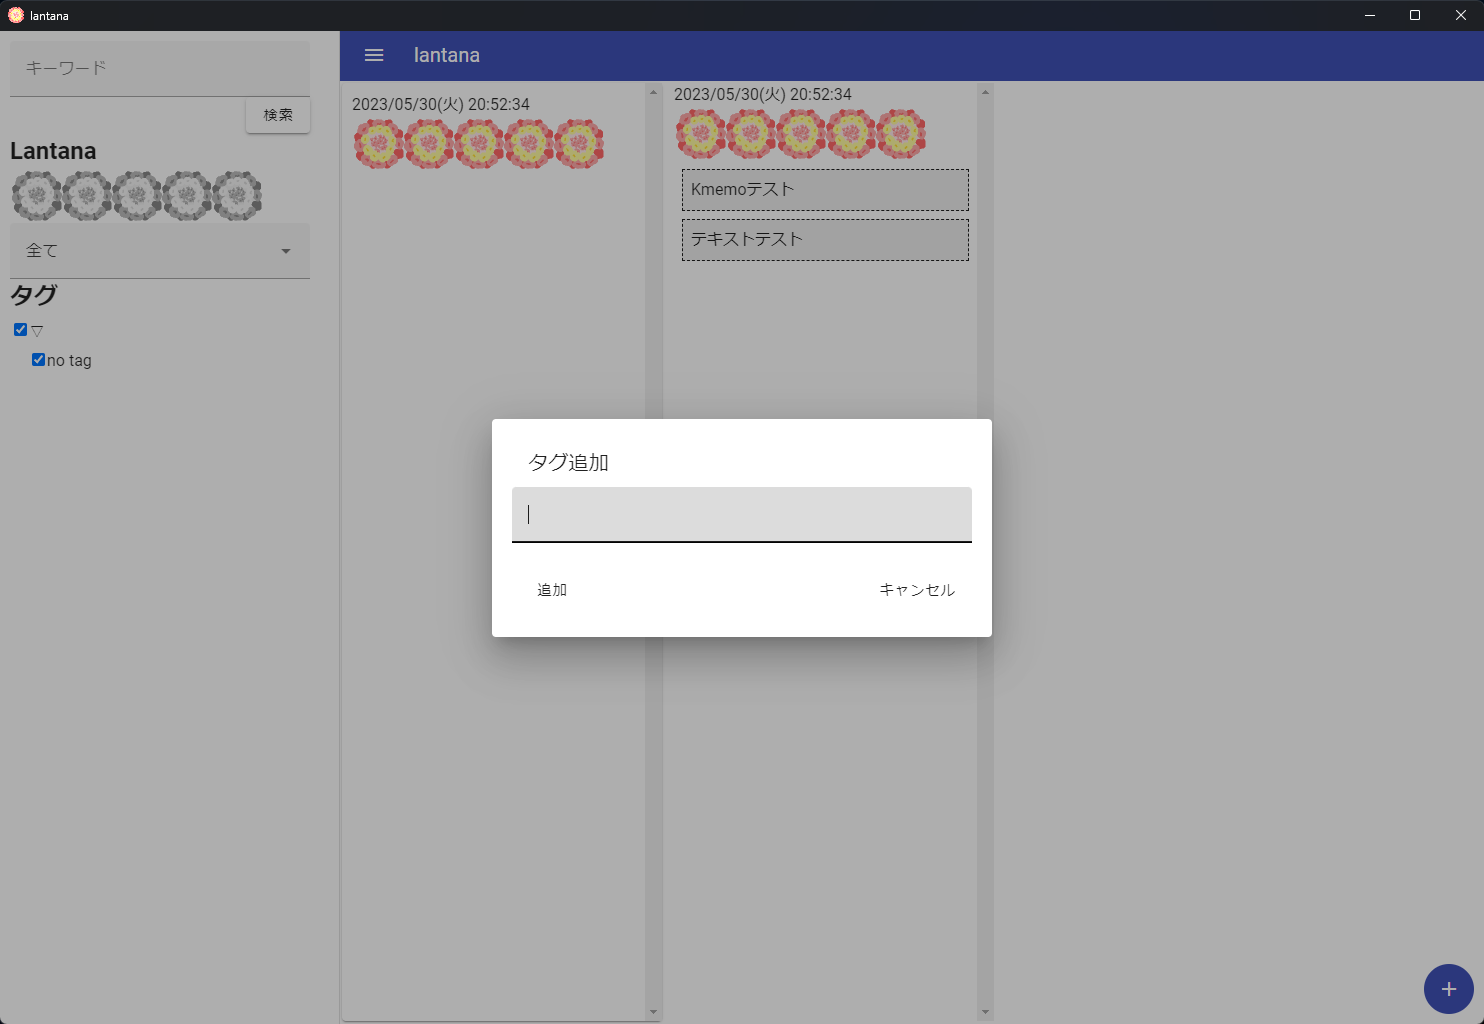 lantana
キーワード
検索
Lantana
全て
タグ
▽
no tag
lantana
2023/05/30(火) 20:52:34
2023/05/30(火) 20:52:34
Kmemoテスト
テキストテスト
タグ追加
追加
キャンセル
+